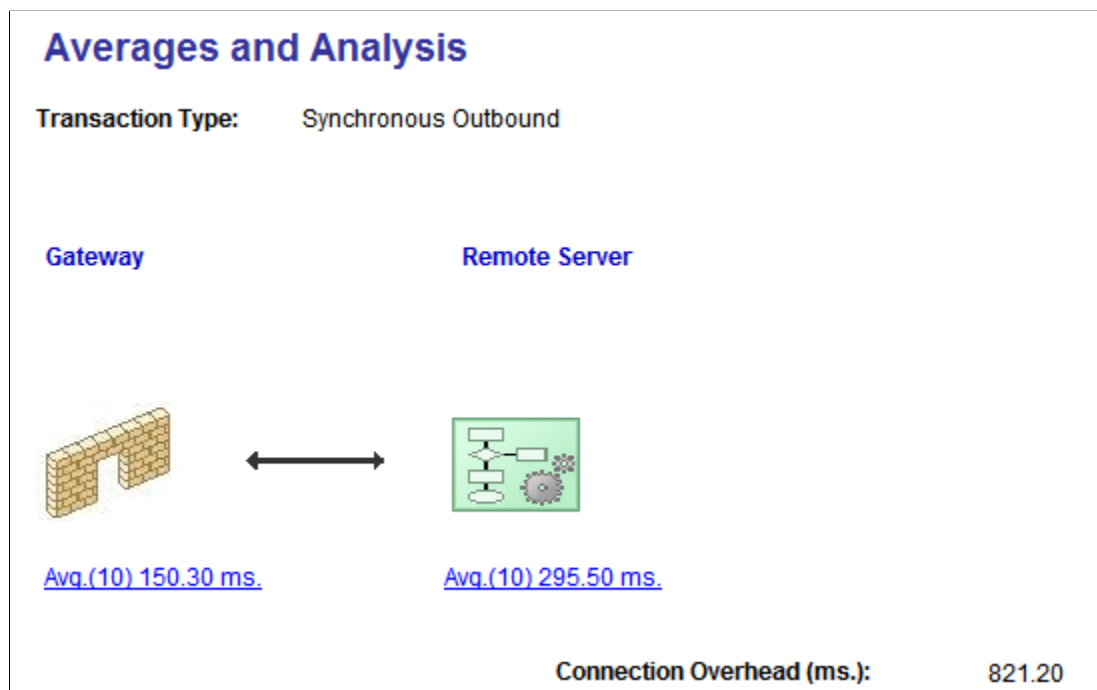 Averages and Analysis
Transaction Type: Synchronous Outbound
Gateway Remote Server
Avg.(10) 150.30 ms. Avg.(10) 295.50 ms.
Connection Overhead (ms.): 821.20